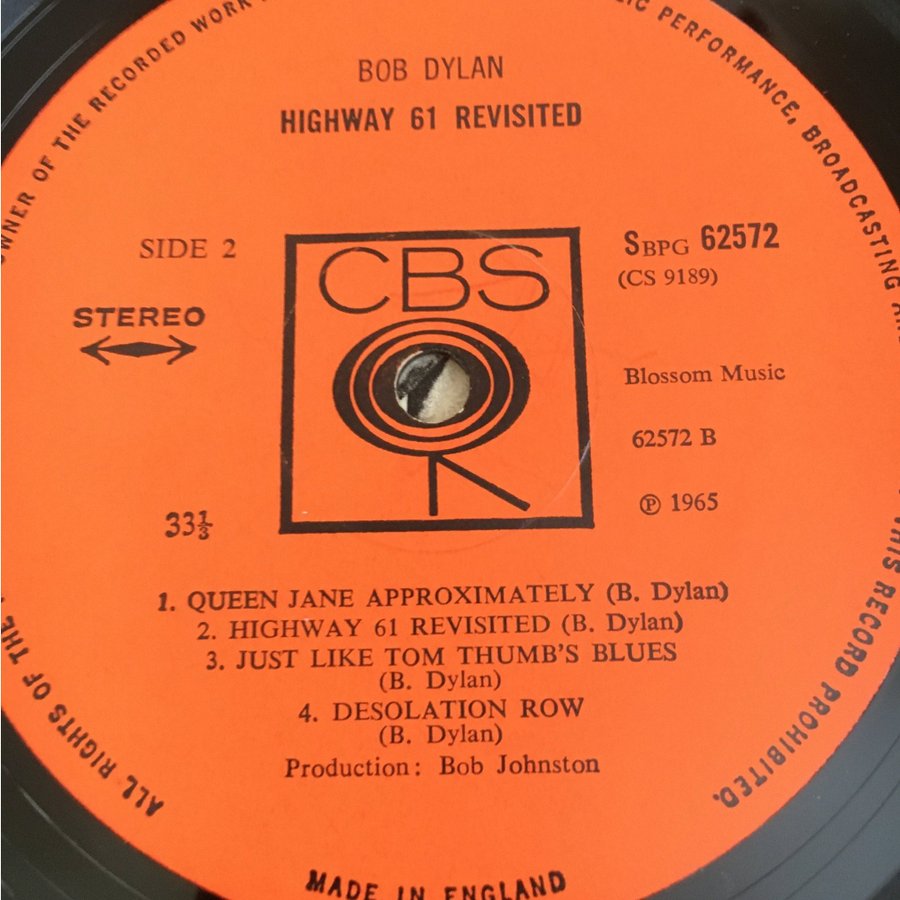 OWNER OF THE RECORDED WORK
PUBLIC PERFORMANCE, BROADCASTING
BOB DYLAN
HIGHWAY 61 REVISITED
SIDE 2
CBS
SBPG 62572
(CS 9189)
STEREO
Blossom Music
62572 B
33⅓
℗ 1965
1. QUEEN JANE APPROXIMATELY (B. Dylan)
2. HIGHWAY 61 REVISITED (B. Dylan)
3. JUST LIKE TOM THUMB'S BLUES
(B. Dylan)
4. DESOLATION ROW
(B. Dylan)
Production: Bob Johnston
THIS RECORD PROHIBITED.
ALL RIGHTS OF THE
MADE IN ENGLAND